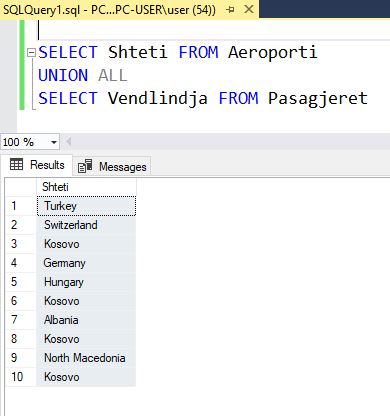 SQLQuery1.sql - PC...PC-USER\user (54))
SELECT Shteti FROM Aeroporti
UNION ALL
SELECT Vendlindja FROM Pasagjeret
100 %
Results Messages
Shteti
1 Turkey
2 Switzerland
3 Kosovo
4 Germany
5 Hungary
6 Kosovo
7 Albania
8 Kosovo
9 North Macedonia
10 Kosovo